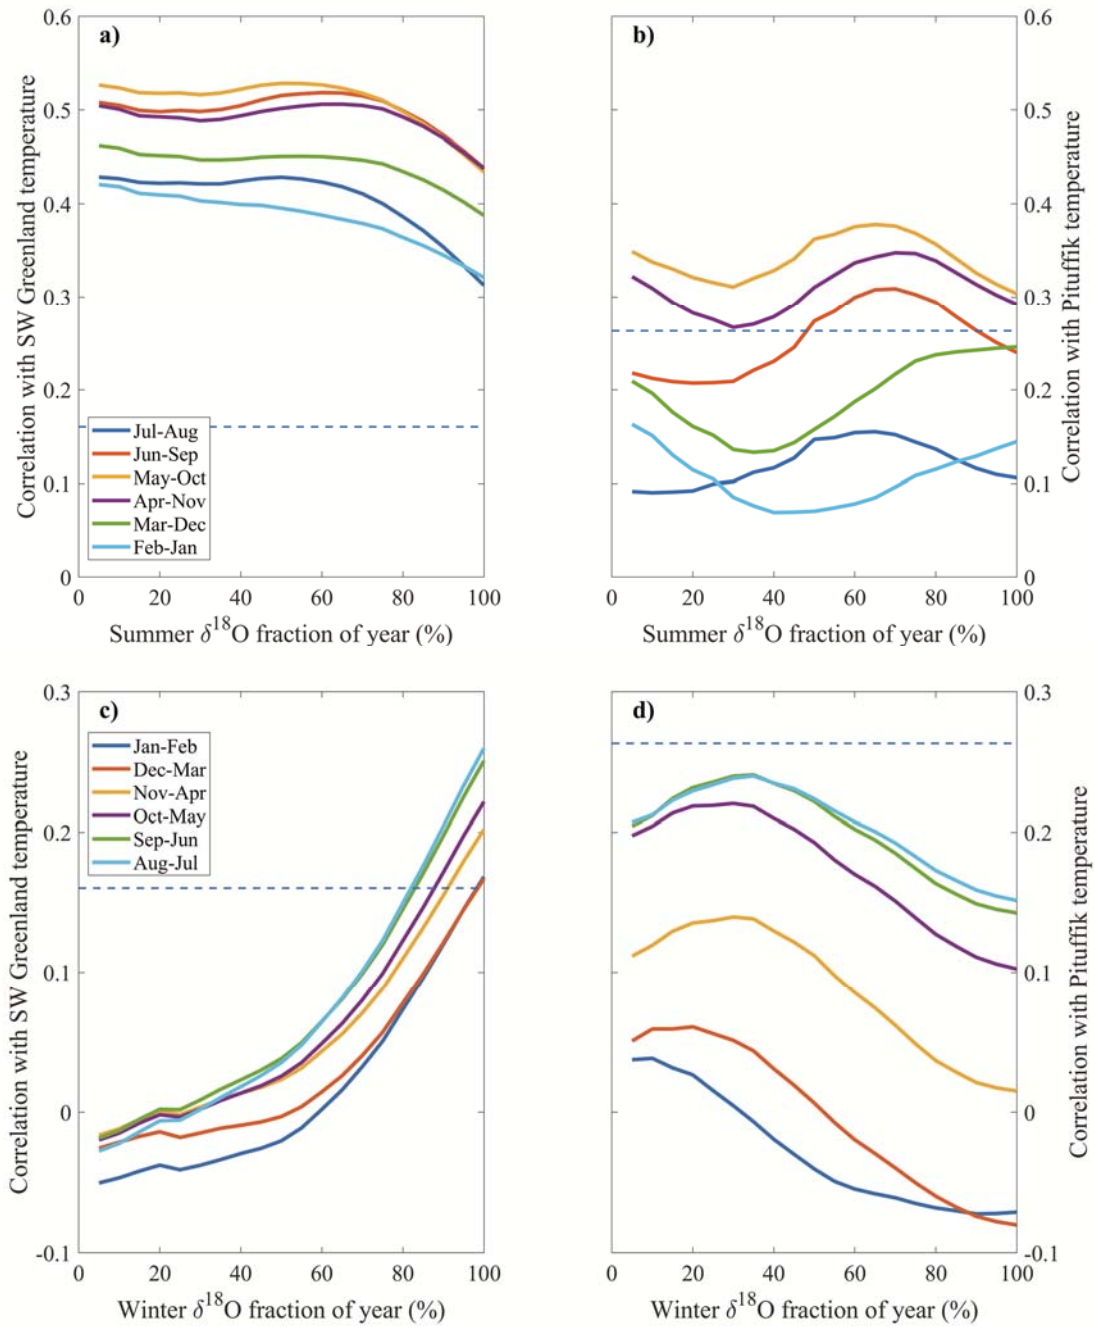 a)
0.6
0.5
0.4
0.3
0.2
0.1
0
Correlation with SW Greenland temperature
Jul-Aug
Jun-Sep
May-Oct
Apr-Nov
Mar-Dec
Feb-Jan
0 20 40 60 80 100
Summer δ¹⁸O fraction of year (%)
b)
0.6
0.5
0.4
0.3
0.2
0.1
0
Correlation with Pituffik temperature
0 20 40 60 80 100
Summer δ¹⁸O fraction of year (%)
c)
0.3
0.2
0.1
0
-0.1
Correlation with SW Greenland temperature
Jan-Feb
Dec-Mar
Nov-Apr
Oct-May
Sep-Jun
Aug-Jul
0 20 40 60 80 100
Winter δ¹⁸O fraction of year (%)
d)
0.3
0.2
0.1
0
-0.1
Correlation with Pituffik temperature
0 20 40 60 80 100
Winter δ¹⁸O fraction of year (%)